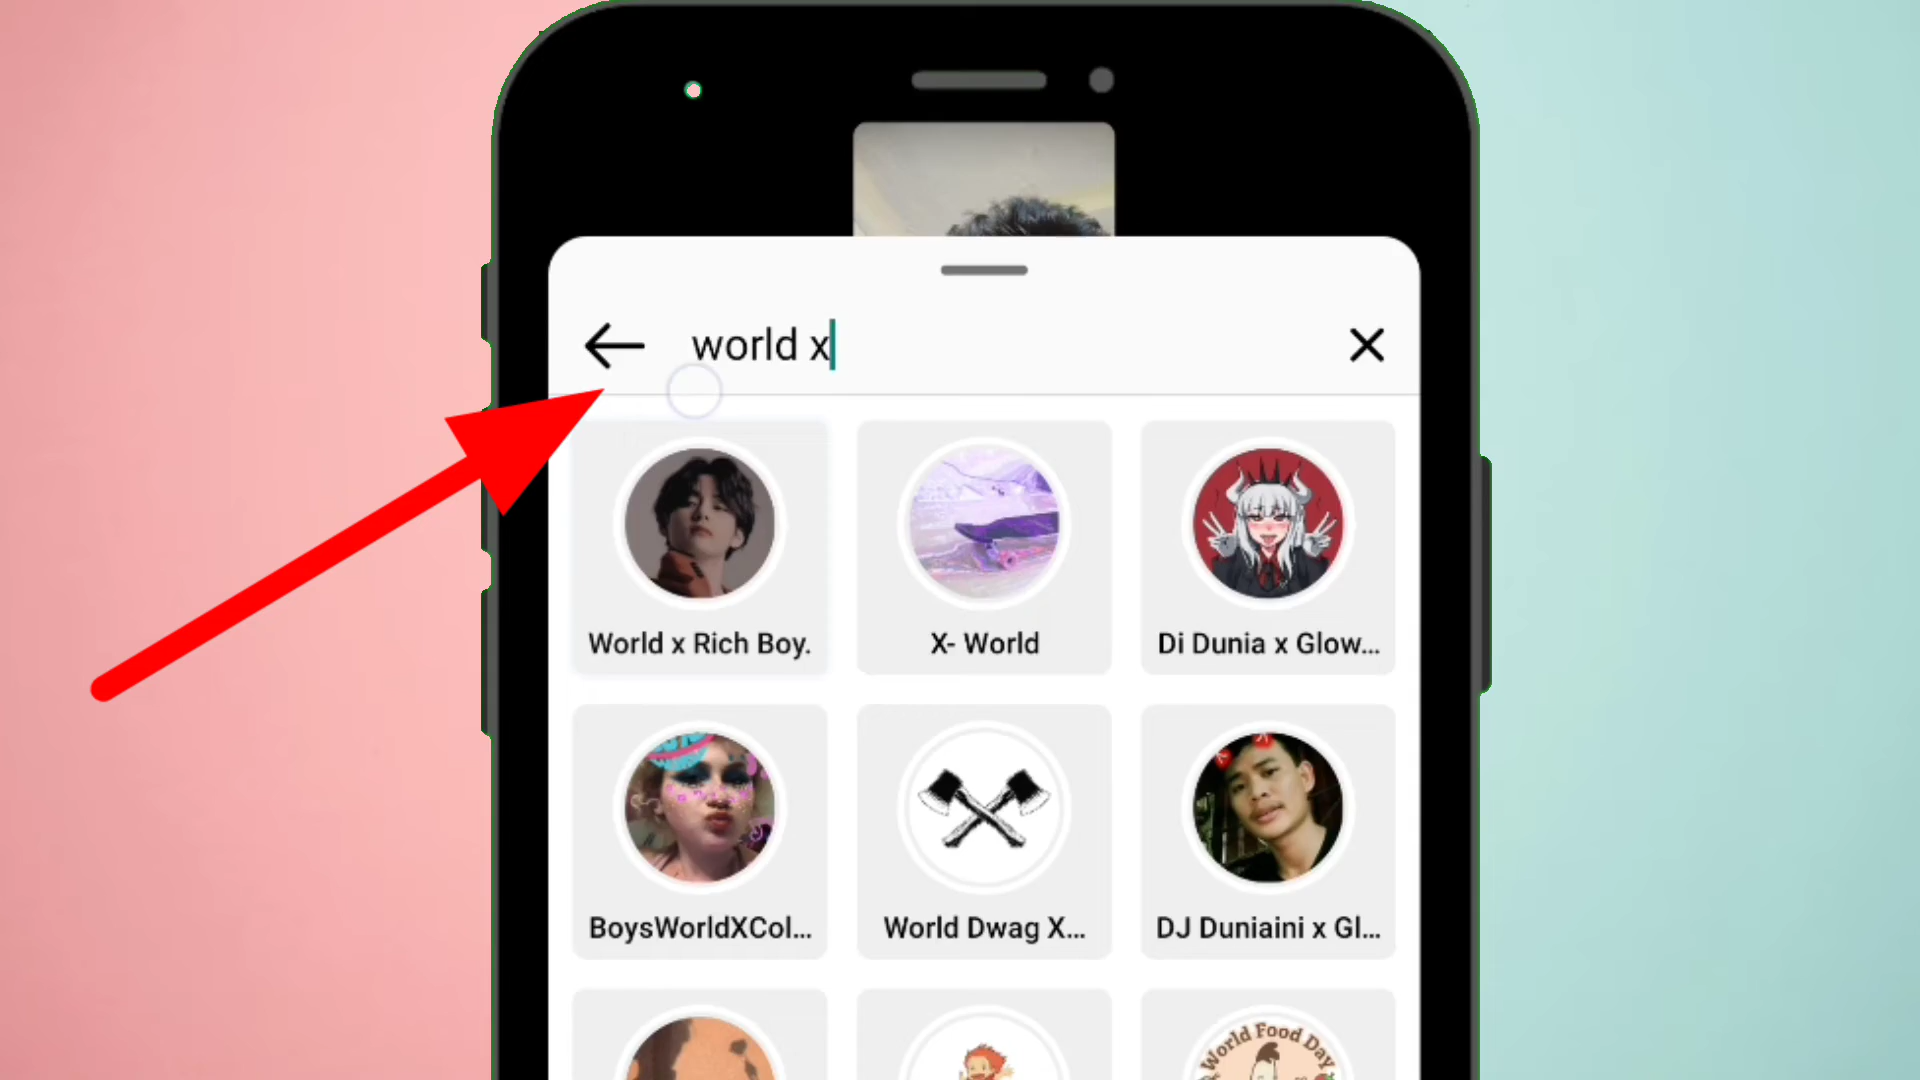 world x
World x Rich Boy.
X- World
Di Dunia x Glow...
BoysWorldXCol...
World Dwag X...
DJ Duniaini x Gl...
World Food Day